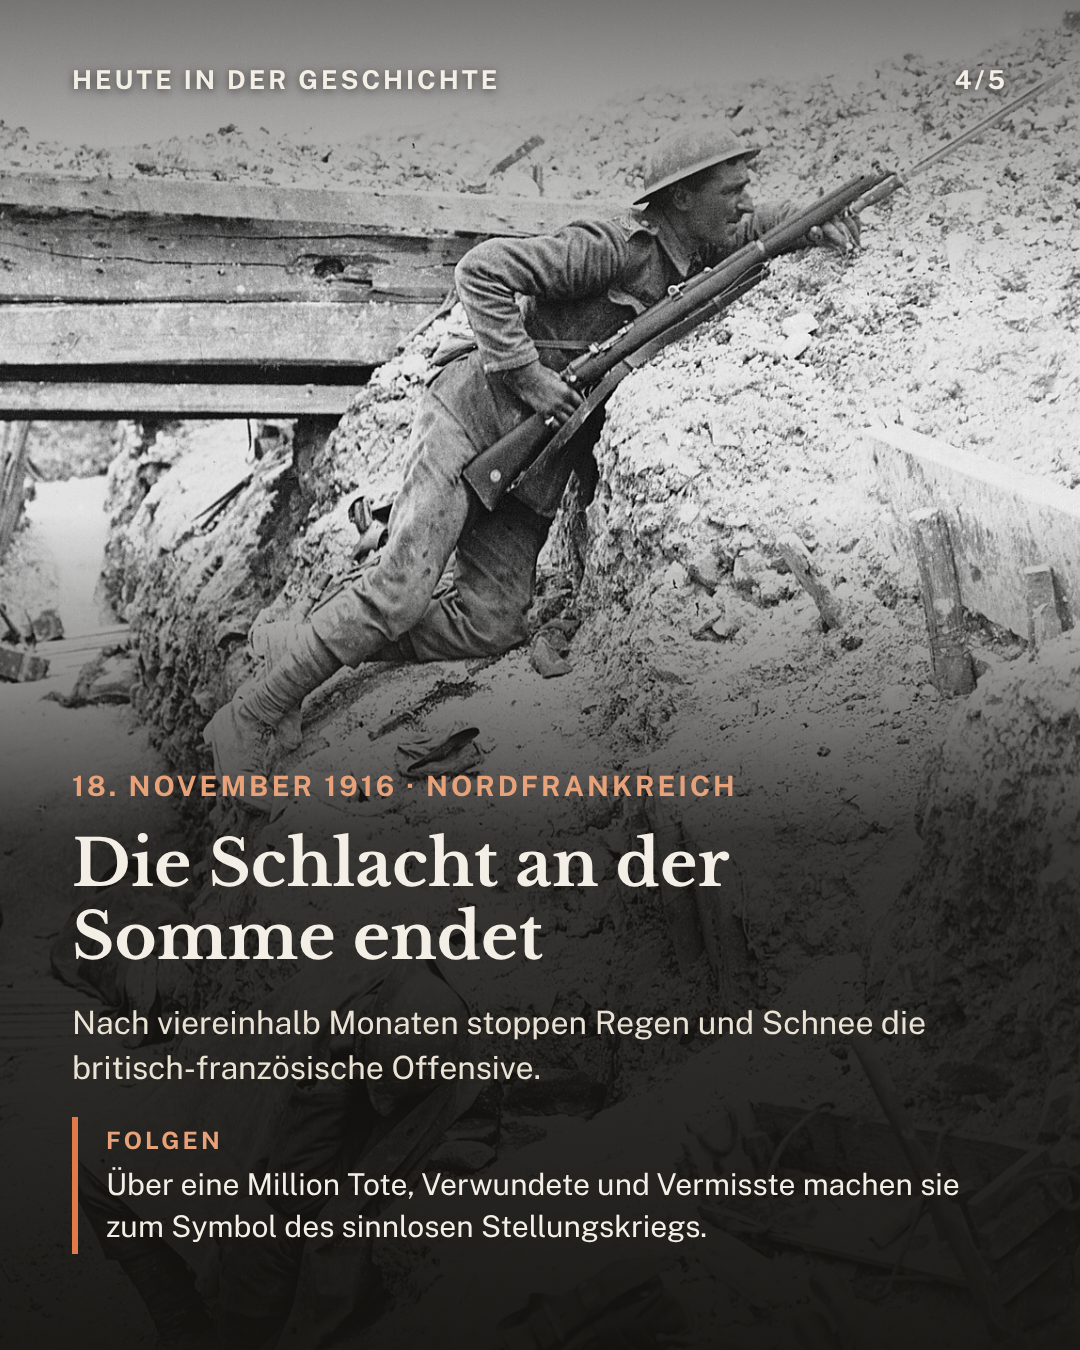 HEUTE IN DER GESCHICHTE
4/5
18. NOVEMBER 1916 · NORDFRANKREICH
Die Schlacht an der
Somme endet
Nach viereinhalb Monaten stoppen Regen und Schnee die
britisch-französische Offensive.
FOLGEN
Über eine Million Tote, Verwundete und Vermisste machen sie
zum Symbol des sinnlosen Stellungskriegs.